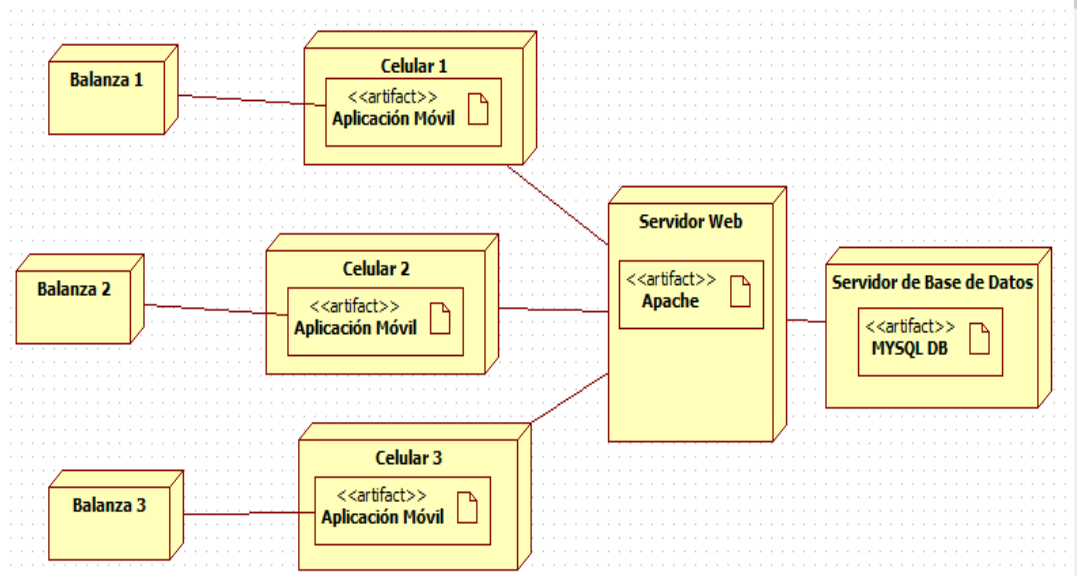 Balanza 1
Celular 1
<<artifact>>
Aplicación Móvil
Balanza 2
Celular 2
<<artifact>>
Aplicación Móvil
Balanza 3
Celular 3
<<artifact>>
Aplicación Móvil
Servidor Web
<<artifact>>
Apache
Servidor de Base de Datos
<<artifact>>
MYSQL DB